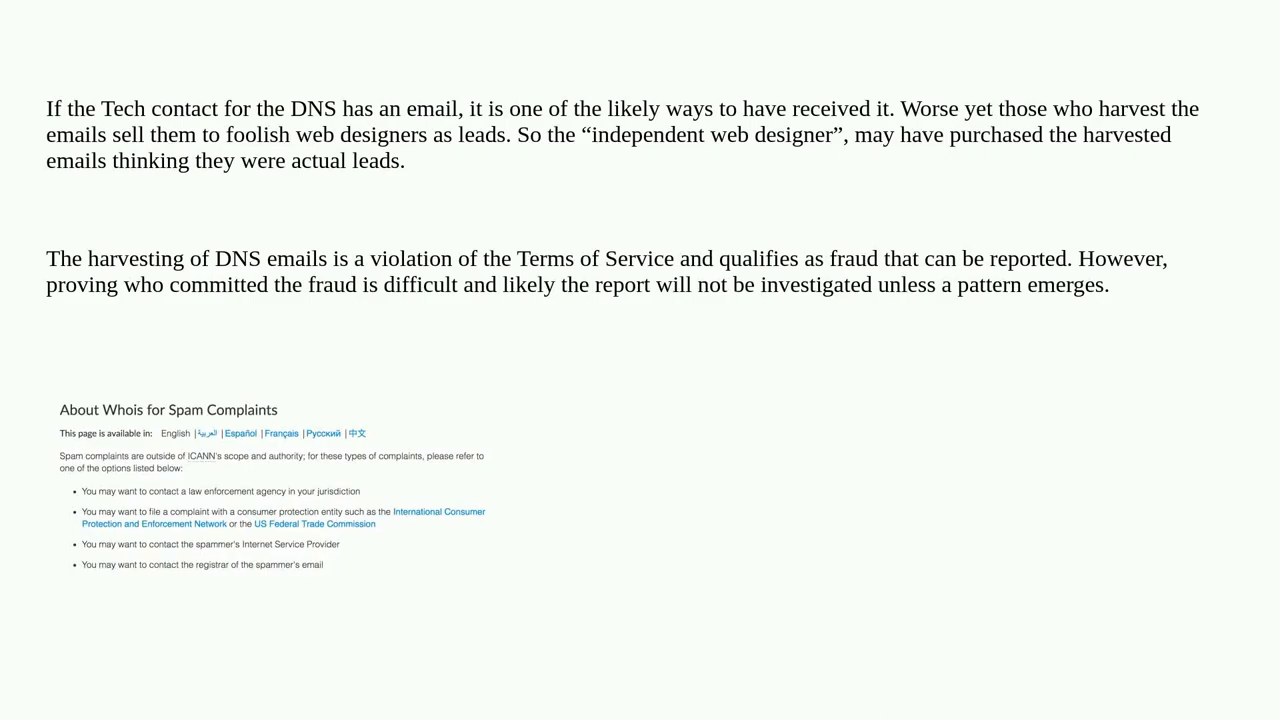 If the Tech contact for the DNS has an email, it is one of the likely ways to have received it. Worse yet those who harvest the
emails sell them to foolish web designers as leads. So the “independent web designer”, may have purchased the harvested
emails thinking they were actual leads.
The harvesting of DNS emails is a violation of the Terms of Service and qualifies as fraud that can be reported. However,
proving who committed the fraud is difficult and likely the report will not be investigated unless a pattern emerges.
About Whois for Spam Complaints
This page is available in: English |العربية |Español |Français |Русский |中文
Spam complaints are outside of ICANN's scope and authority; for these types of complaints, please refer to
one of the options listed below:
• You may want to contact a law enforcement agency in your jurisdiction
• You may want to file a complaint with a consumer protection entity such as the International Consumer
Protection and Enforcement Network or the US Federal Trade Commission
• You may want to contact the spammer's Internet Service Provider
• You may want to contact the registrar of the spammer's email